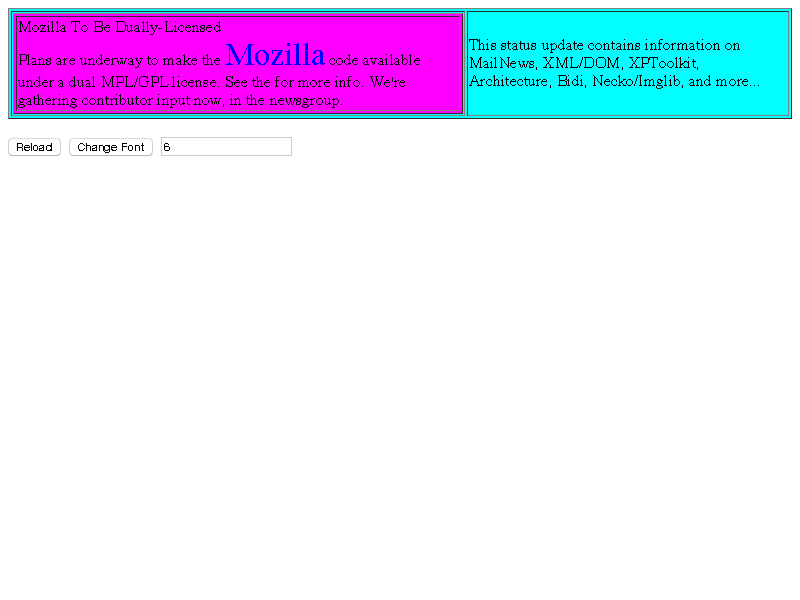 Mozilla To Be Dually-Licensed
Plans are underway to make the Mozilla code available
under a dual MPL/GPL license. See the for more info. We're
gathering contributor input now, in the newsgroup.
This status update contains information on
MailNews, XML/DOM, XPToolkit,
Architecture, Bidi, Necko/Imglib, and more...
Reload Change Font 6